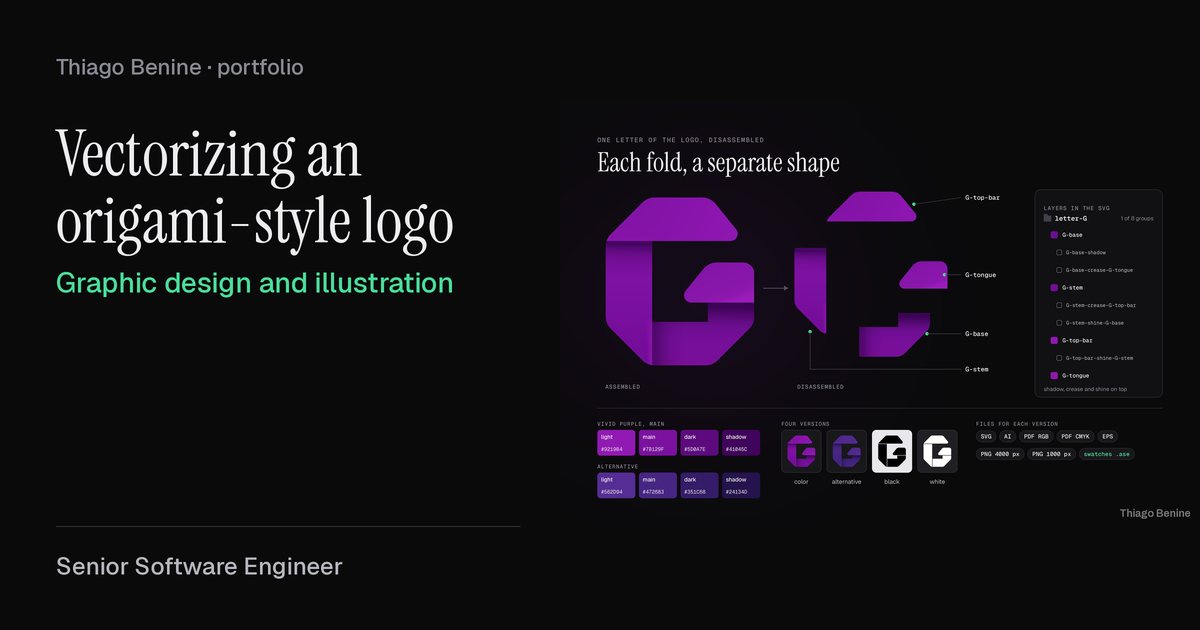 Thiago Benine · portfolio
Vectorizing an
origami-style logo
Graphic design and illustration
Senior Software Engineer
ONE LETTER OF THE LOGO, DISASSEMBLED
Each fold, a separate shape
G-top-bar
G-tongue
G-base
G-stem
ASSEMBLED
DISASSEMBLED
LAYERS IN THE SVG
letter-G
1 of 8 groups
G-base
G-base-shadow
G-base-crease-G-tongue
G-stem
G-stem-crease-G-top-bar
G-stem-shine-G-base
G-top-bar
G-top-bar-shine-G-stem
G-tongue
shadow, crease and shine on top
VIVID PURPLE, MAIN
light
main
dark
shadow
#921984
#78129F
#5D0A7E
#41045C
ALTERNATIVE
light
main
dark
shadow
#562D94
#472683
#351C68
#24134D
FOUR VERSIONS
color
alternative
black
white
FILES FOR EACH VERSION
SVG
AI
PDF RGB
PDF CMYK
EPS
PNG 4000 px
PNG 1000 px
swatches .ase
Thiago Benine